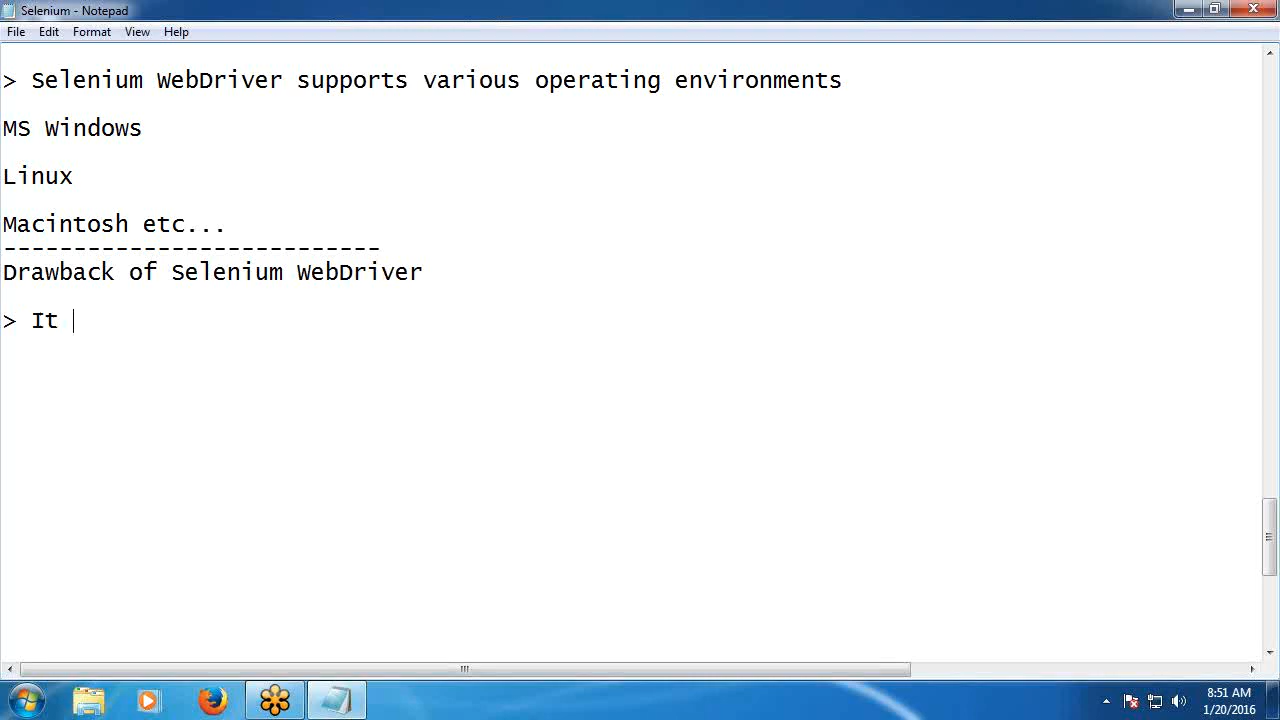 Selenium - Notepad
File Edit Format View Help
> Selenium WebDriver supports various operating environments
MS Windows
Linux
Macintosh etc...
---------------------------
Drawback of Selenium WebDriver
> It
8:51 AM
1/20/2016